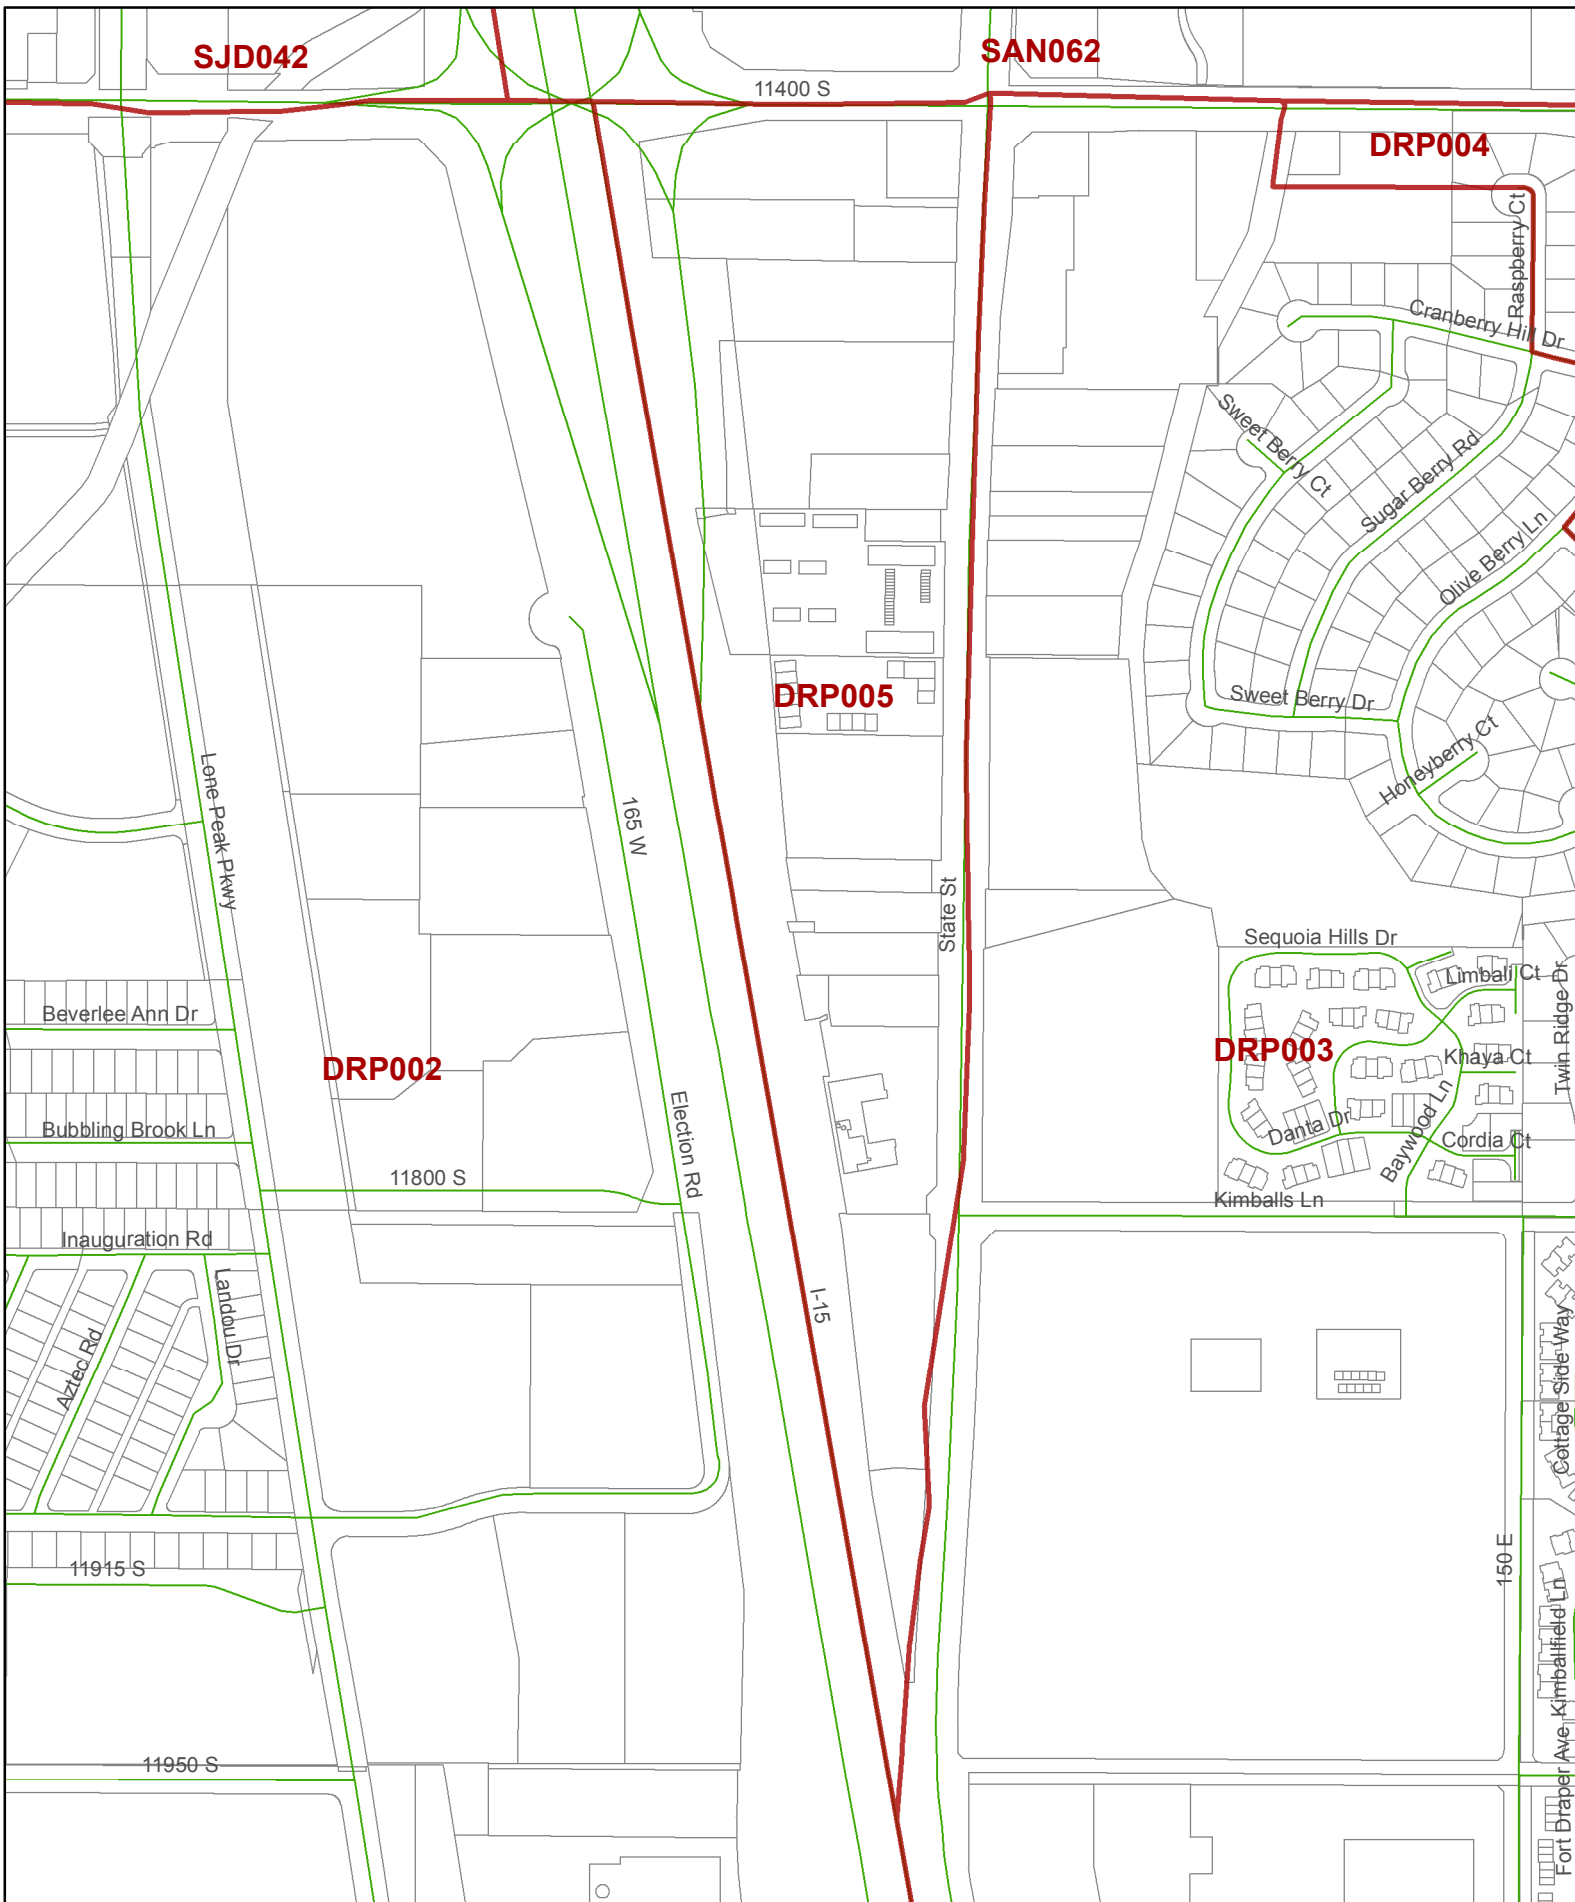 SJD042
SAN062
11400 S
DRP004
Raspberry Ct
Cranberry Hill Dr
Sweet Berry Ct
Sugar Berry Rd
Olive Berry Ln
DRP005
Sweet Berry Dr
Honeyberry Ct
Lone Peak Pkwy
165 W
State St
Sequoia Hills Dr
Limbali Ct
Twin Ridge Dr
Beverlee Ann Dr
DRP002
DRP003
Khaya Ct
Election Rd
Baywood Ln
Bubbling Brook Ln
Danta Dr
Cordia Ct
11800 S
Kimballs Ln
Inauguration Rd
Landou Dr
I-15
Aztec Rd
Cottage Side Way
11915 S
150 E
Kimballfield Ln
11950 S
Fort Draper Ave